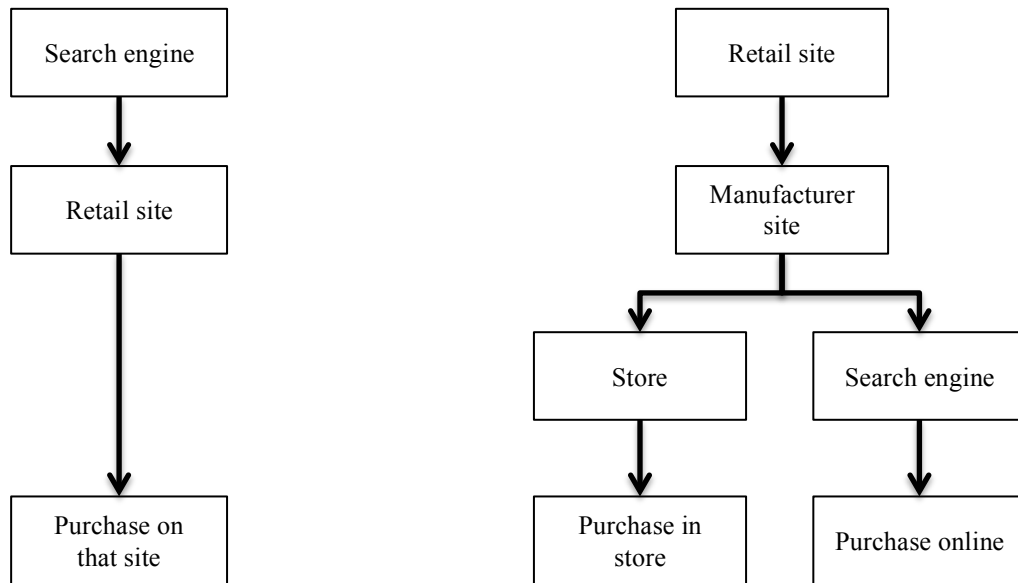 Search engine
Retail site
Purchase on
that site
Retail site
Manufacturer
site
Store
Search engine
Purchase in
store
Purchase online